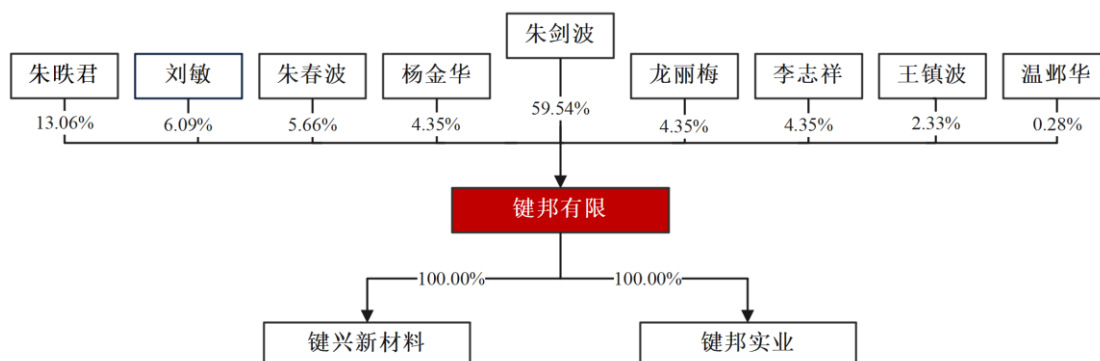 朱剑波
朱昳君
刘敏
朱春波
杨金华
龙丽梅
李志祥
王镇波
温邺华
13.06%
6.09%
5.66%
4.35%
59.54%
4.35%
4.35%
2.33%
0.28%
键邦有限
100.00%
100.00%
键兴新材料
键邦实业